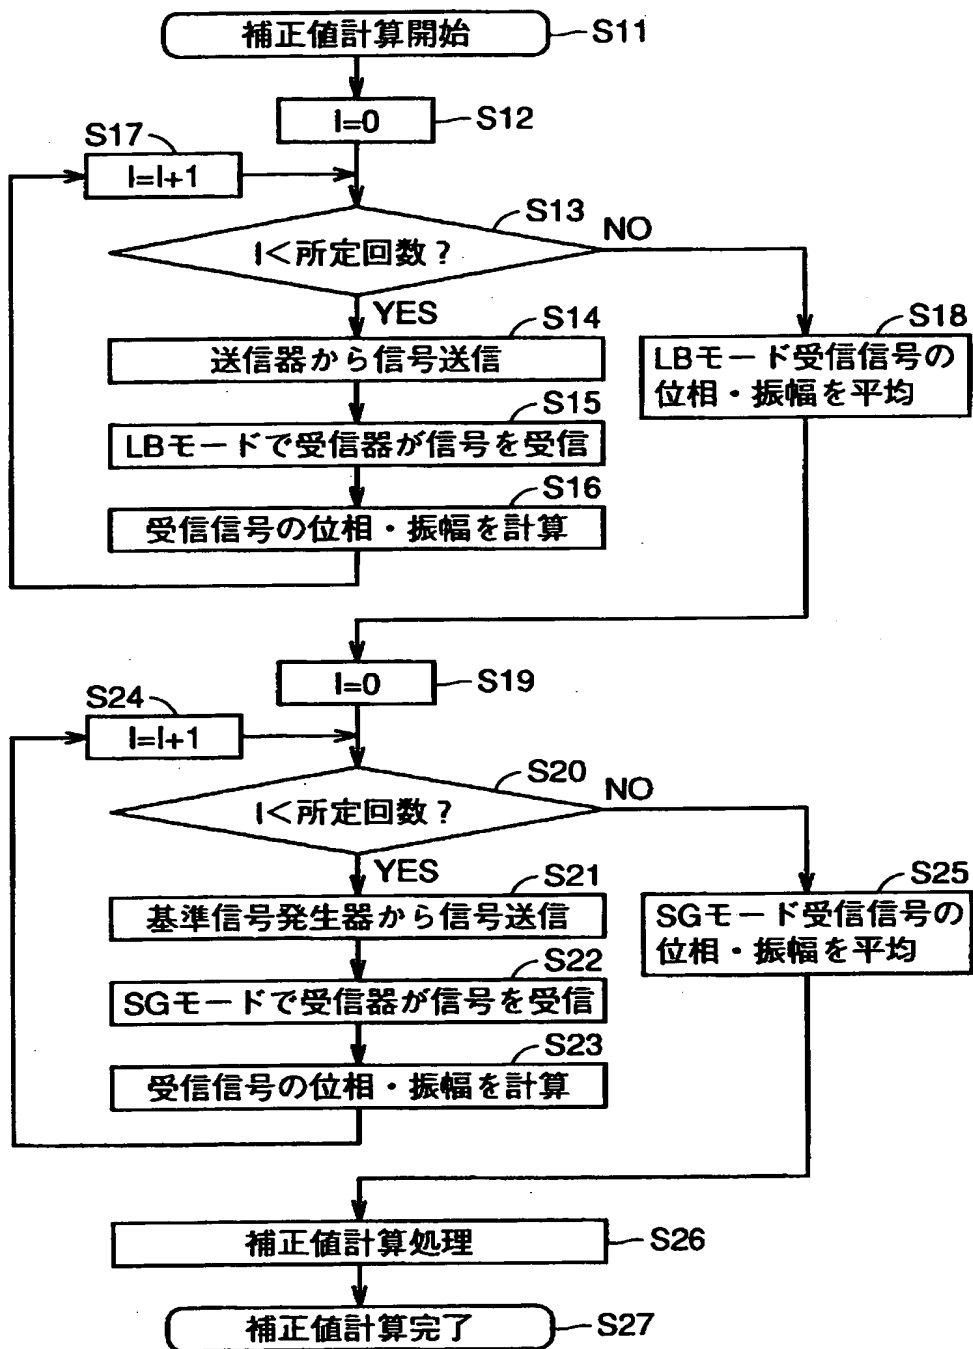 補正値計算開始
S11
I=0
S12
S17
I=I+1
S13
I<所定回数?
NO
YES
S14
送信器から信号送信
S15
LBモードで受信器が信号を受信
S16
受信信号の位相・振幅を計算
S18
LBモード受信信号の
位相・振幅を平均
I=0
S19
S24
I=I+1
S20
I<所定回数?
NO
YES
S21
基準信号発生器から信号送信
S22
SGモードで受信器が信号を受信
S23
受信信号の位相・振幅を計算
S25
SGモード受信信号の
位相・振幅を平均
補正値計算処理
S26
補正値計算完了
S27